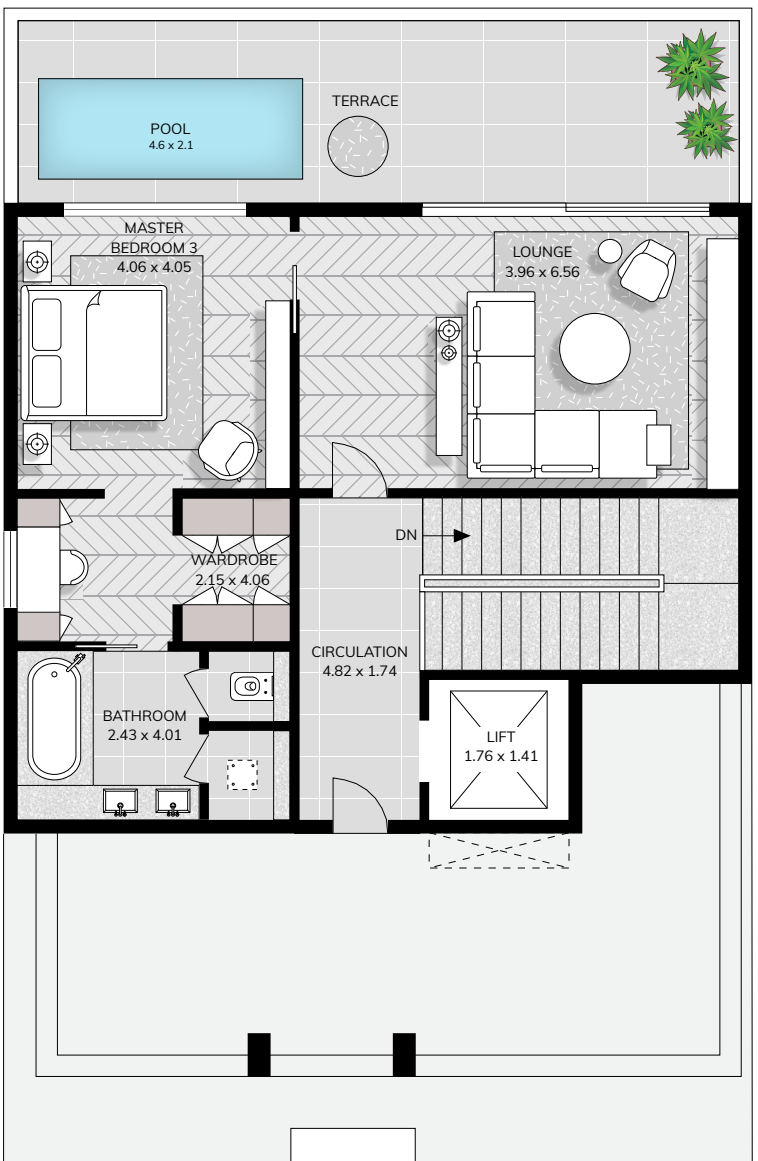 TERRACE
POOL
4.6 x 2.1
MASTER
BEDROOM 3
4.06 x 4.05
LOUNGE
3.96 x 6.56
DN
WARDROBE
2.15 x 4.06
CIRCULATION
4.82 x 1.74
BATHROOM
2.43 x 4.01
LIFT
1.76 x 1.41